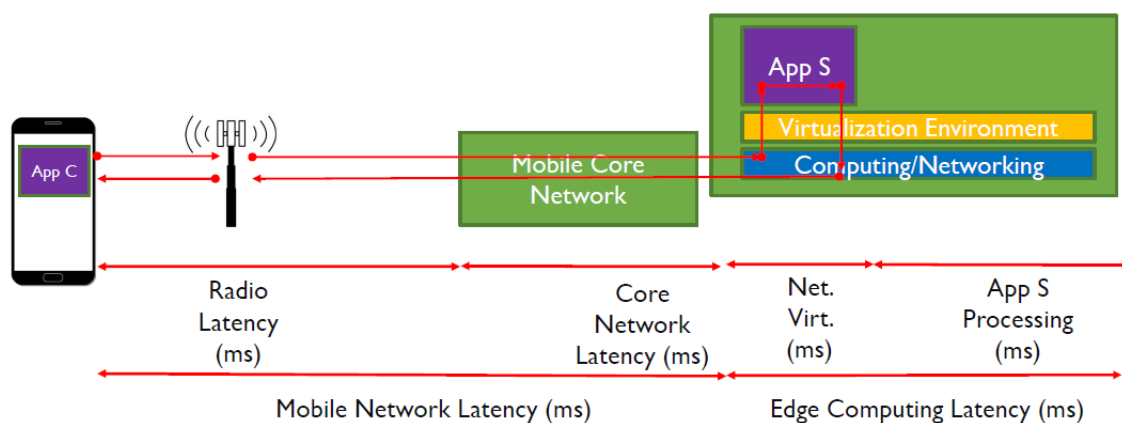 App S
Virtualization Environment
Computing/Networking
App C
Mobile Core
Network
Radio
Latency
(ms)
Core
Network
Latency (ms)
Net.
Virt.
(ms)
App S
Processing
(ms)
Mobile Network Latency (ms)
Edge Computing Latency (ms)